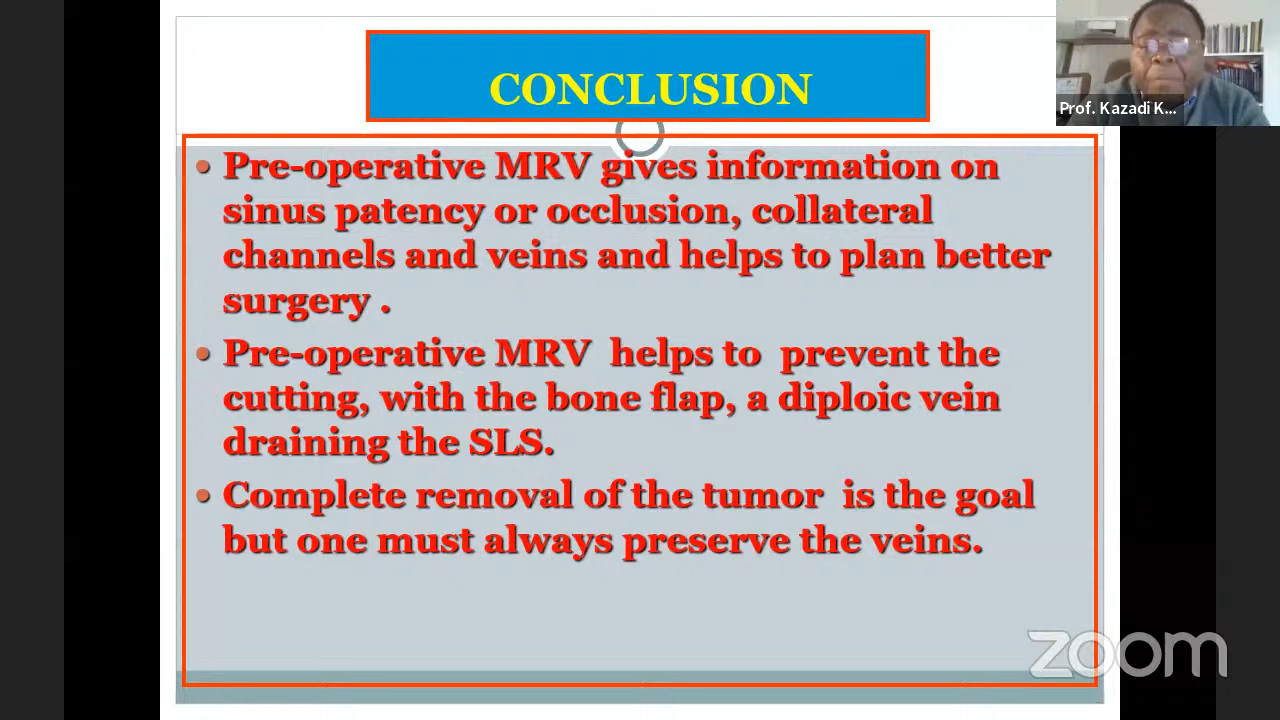 CONCLUSION
Prof. Kazadi K...
• Pre-operative MRV gives information on
sinus patency or occlusion, collateral
channels and veins and helps to plan better
surgery .
• Pre-operative MRV helps to prevent the
cutting, with the bone flap, a diploic vein
draining the SLS.
• Complete removal of the tumor is the goal
but one must always preserve the veins.
zoom